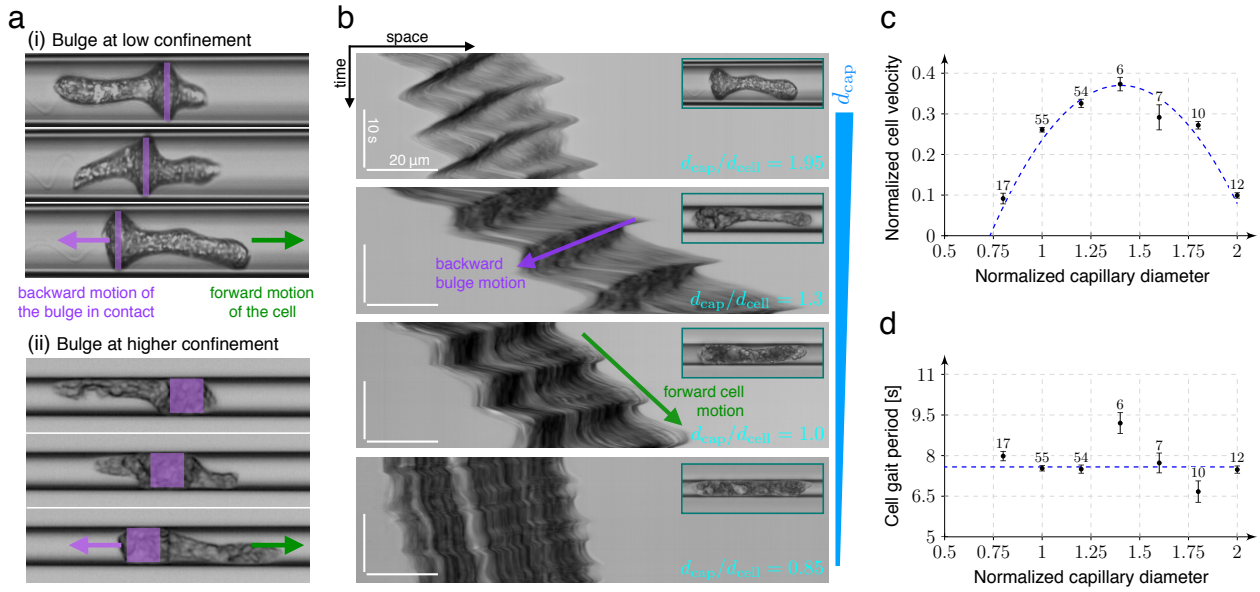 a
(i) Bulge at low confinement
backward motion of
the bulge in contact
forward motion
of the cell
(ii) Bulge at higher confinement
b
space
time
10 s
20 μm
d_cap/d_cell = 1.95
backward
bulge motion
d_cap/d_cell = 1.3
forward cell
motion
d_cap/d_cell = 1.0
d_cap/d_cell = 0.85
d_cap
c
Normalized cell velocity
0.4
0.3
0.2
0.1
0
17
55
54
6
7
10
12
0.5
0.75
1
1.25
1.5
1.75
2
Normalized capillary diameter
d
Cell gait period [s]
11
9.5
8
6.5
5
17
55
54
6
7
10
12
0.5
0.75
1
1.25
1.5
1.75
2
Normalized capillary diameter